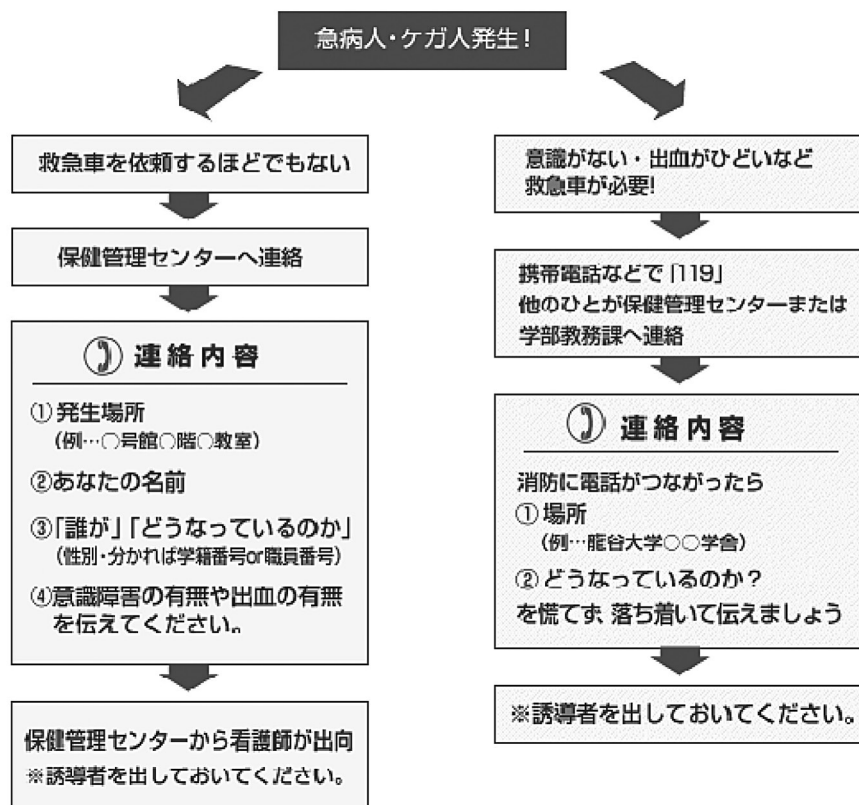 急病人・ケガ人発生!
救急車を依頼するほどでもない
保健管理センターへ連絡
連絡内容
①発生場所
(例…○号館○階○教室)
②あなたの名前
③「誰が」「どうなっているのか」
(性別・分かれば学籍番号or職員番号)
④意識障害の有無や出血の有無
を伝えてください。
保健管理センターから看護師が出向
※誘導者を出しておいてください。
意識がない・出血がひどいなど
救急車が必要!
携帯電話などで「119」
他のひとが保健管理センターまたは
学部教務課へ連絡
連絡内容
消防に電話がつながったら
①場所
(例…龍谷大学○○学舎)
②どうなっているのか?
を慌てず、落ち着いて伝えましょう
※誘導者を出しておいてください。